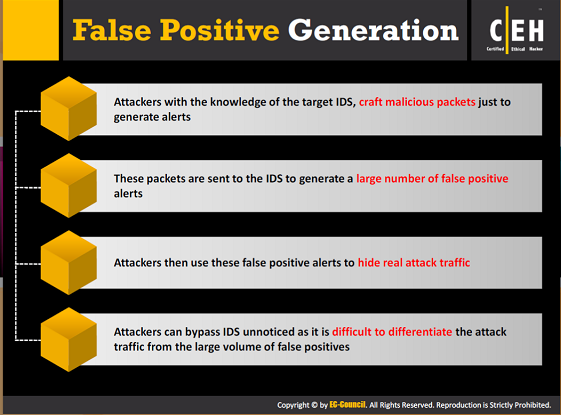 False Positive Generation
C|EH
Certified Ethical Hacker
Attackers with the knowledge of the target IDS, craft malicious packets just to
generate alerts
These packets are sent to the IDS to generate a large number of false positive
alerts
Attackers then use these false positive alerts to hide real attack traffic
Attackers can bypass IDS unnoticed as it is difficult to differentiate the attack
traffic from the large volume of false positives
Copyright © by EC-Council. All Rights Reserved. Reproduction is Strictly Prohibited.